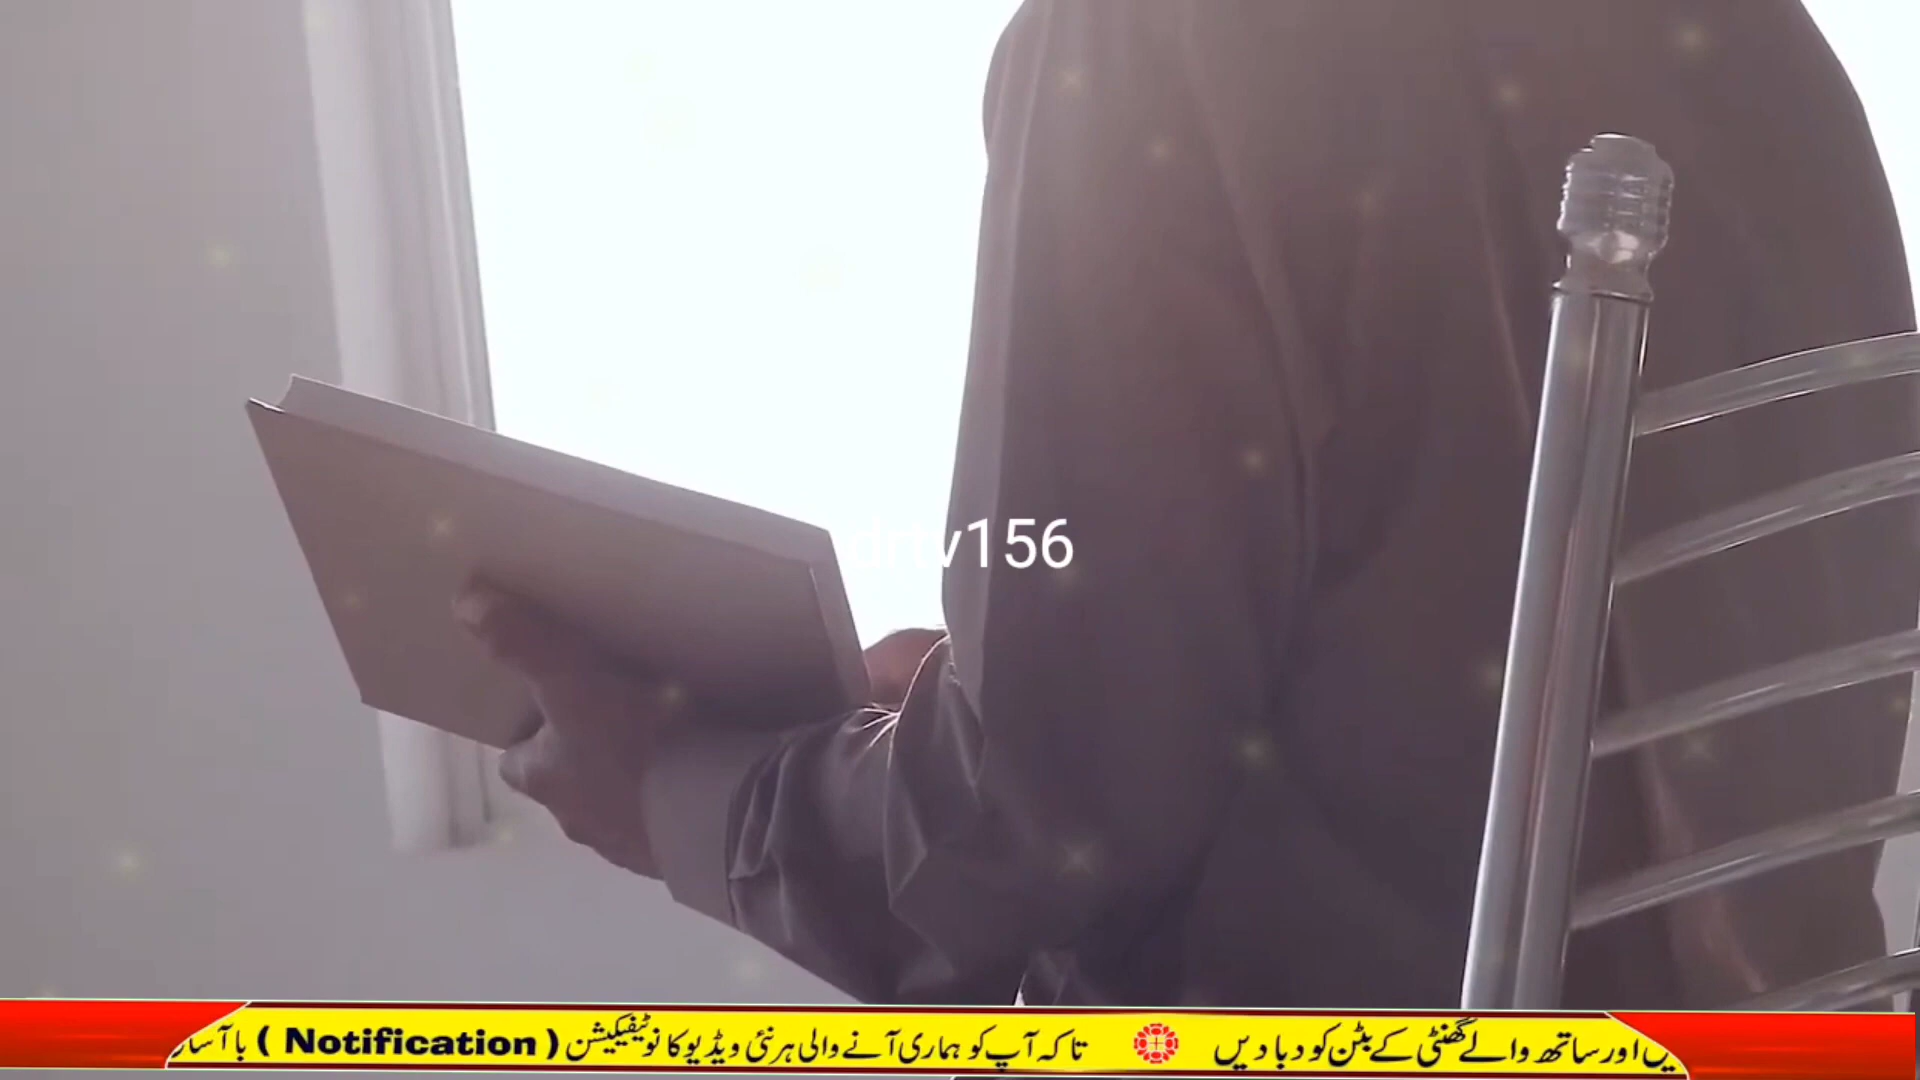 drtv156
یں اور ساتھ والے گھنٹی کے بٹن کو دبا دیں تاکہ آپ کو ہماری آنے والی ہر نئی ویڈیو کا نوٹیفیکیشن ( Notification ) با آسا